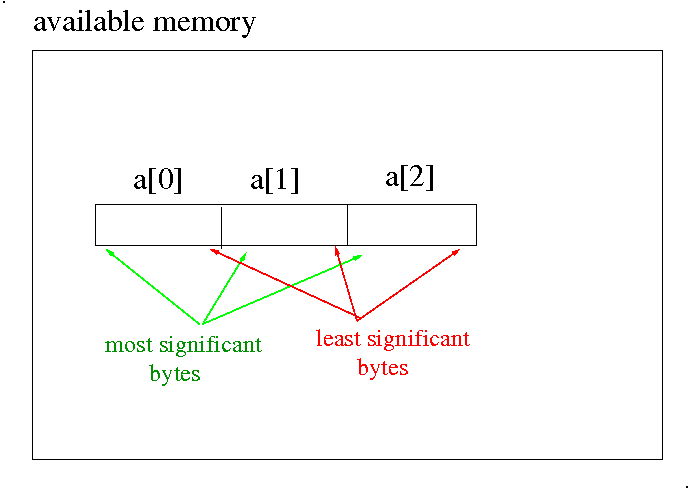 available memory
a[0] a[1] a[2]
most significant
bytes
least significant
bytes